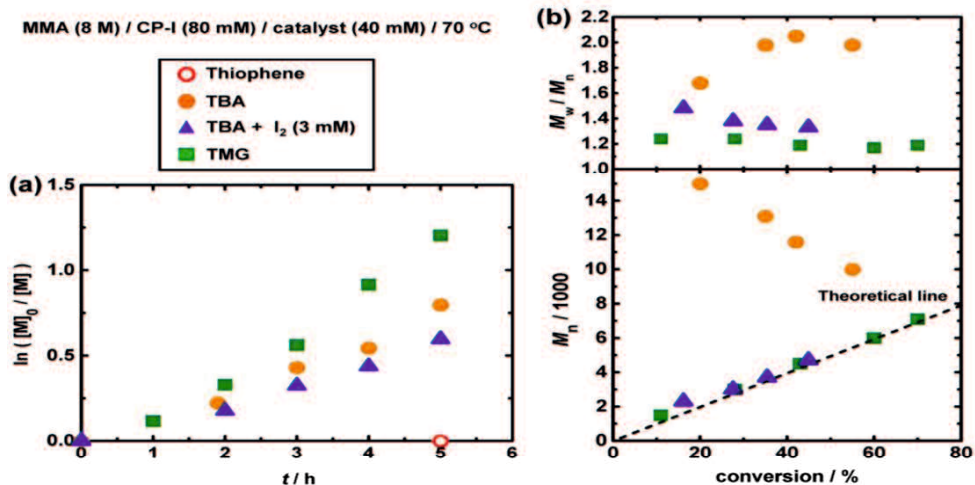 MMA (8 M) / CP-I (80 mM) / catalyst (40 mM) / 70 °C
Thiophene
TBA
TBA + I₂ (3 mM)
TMG
(a)
1.5
1.0
0.5
0.0
ln ( [M]₀ / [M] )
0 1 2 3 4 5 6
t / h
(b)
2.2
2.0
1.8
1.6
1.4
1.2
1.0
Mw / Mn
14
12
10
8
6
4
2
0
Mn / 1000
Theoretical line
0 20 40 60 80
conversion / %